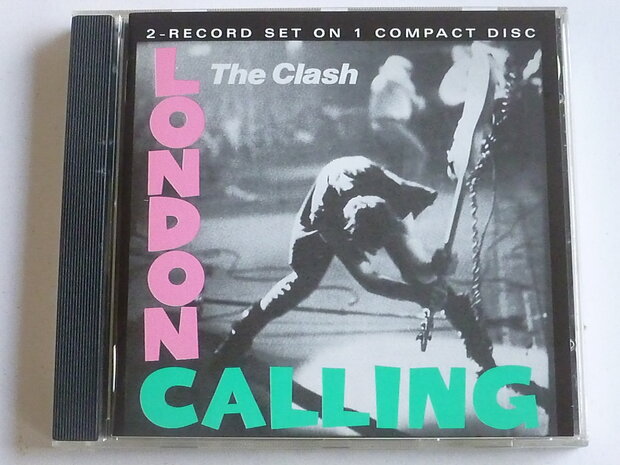 2-RECORD SET ON 1 COMPACT DISC
The Clash
LONDON
CALLING